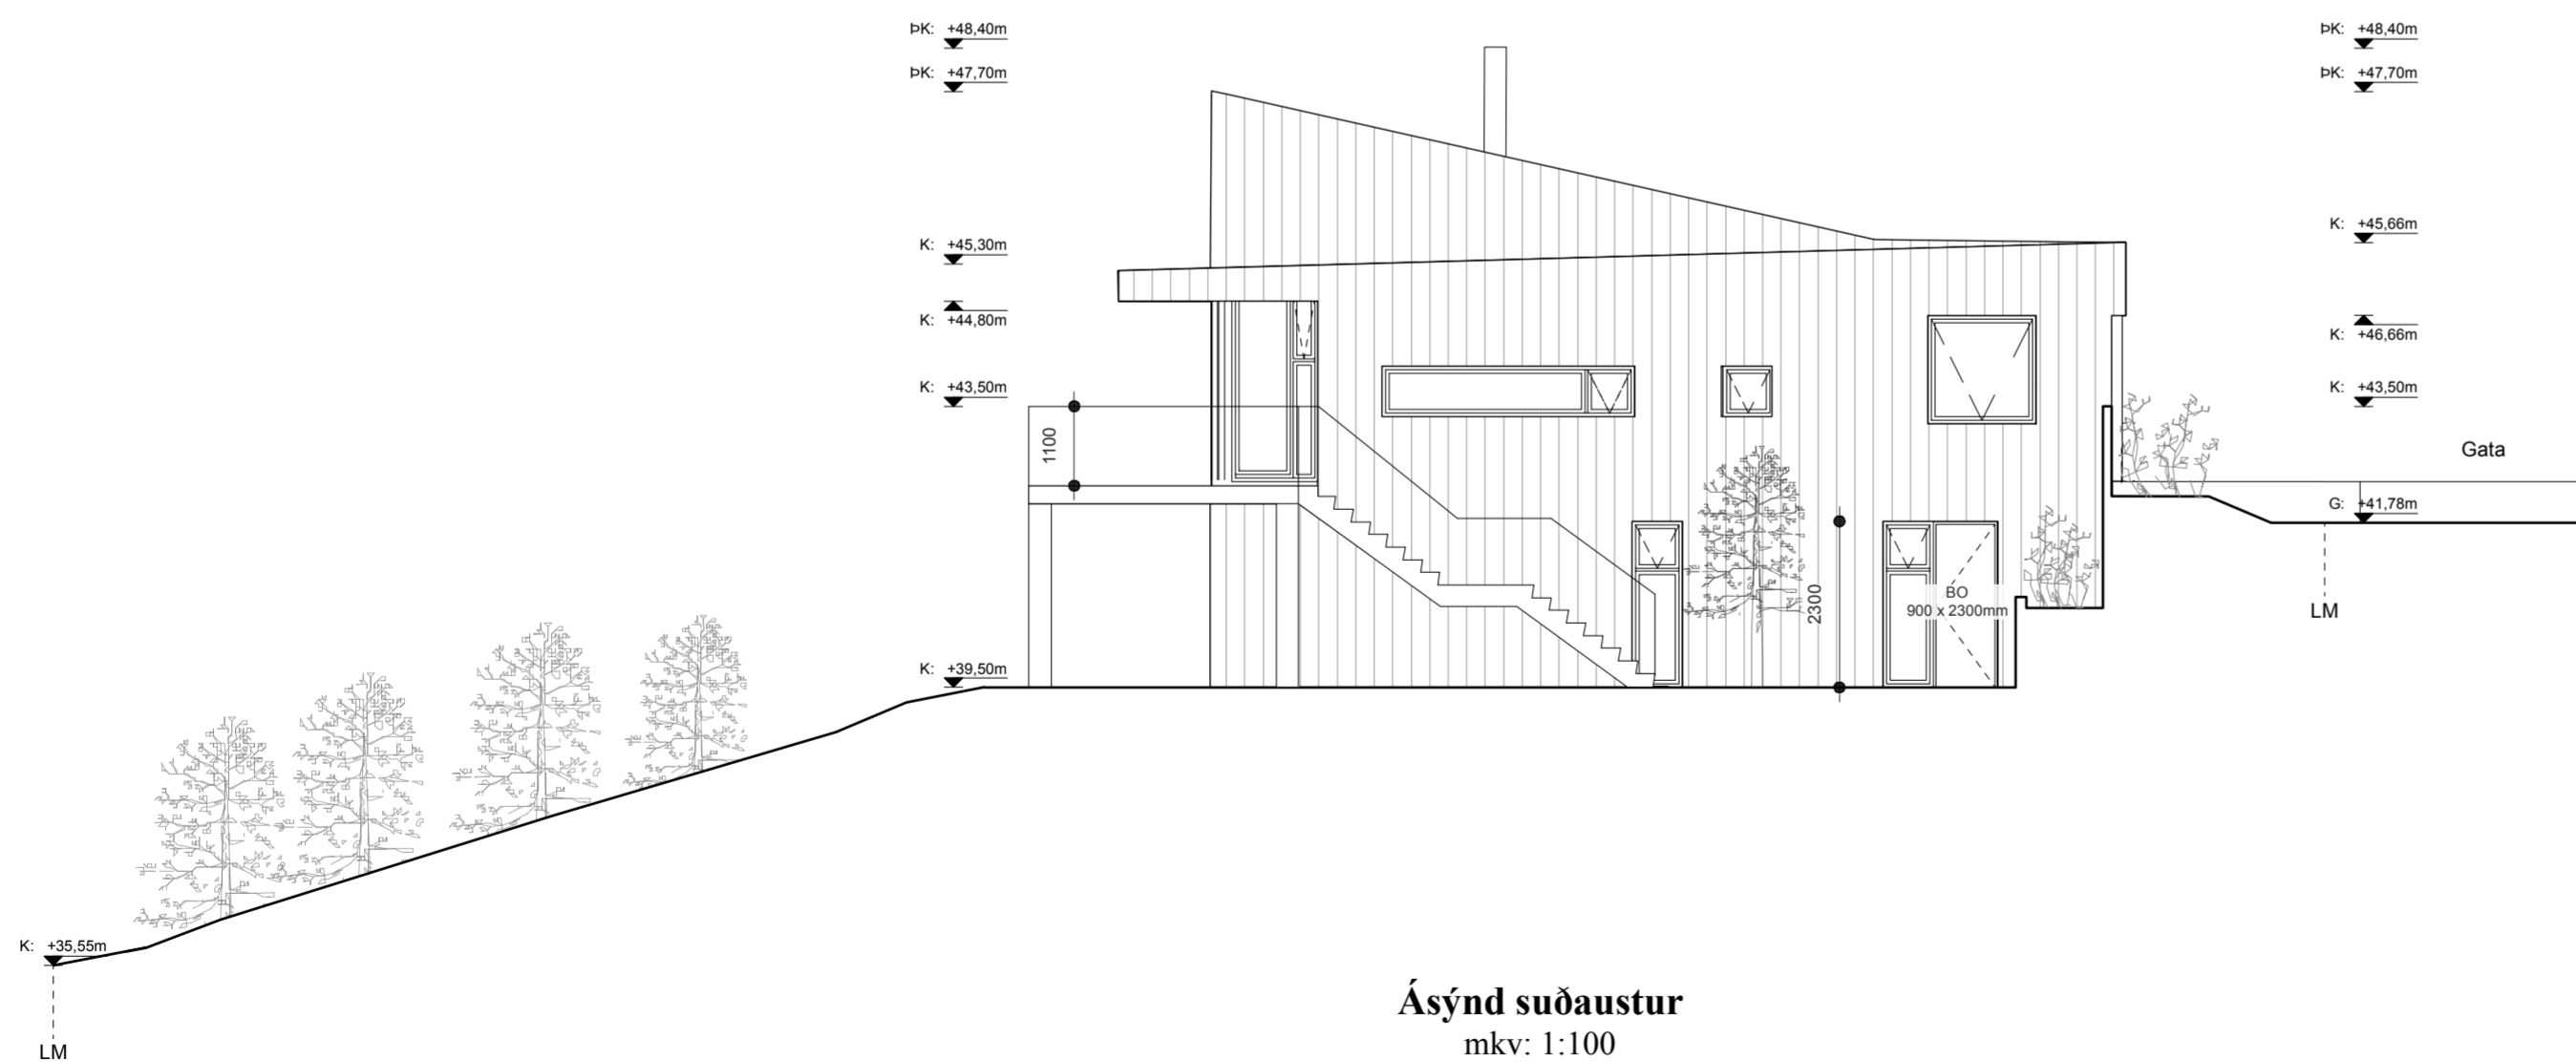 ÞK: +48,40m
ÞK: +47,70m
K: +45,30m
K: +44,80m
K: +43,50m
1100
K: +39,50m
K: +35,55m
LM
2300
BO
900 x 2300mm
ÞK: +48,40m
ÞK: +47,70m
K: +45,66m
K: +46,66m
K: +43,50m
Gata
G: +41,78m
LM
Ásýnd suðaustur
mkv: 1:100